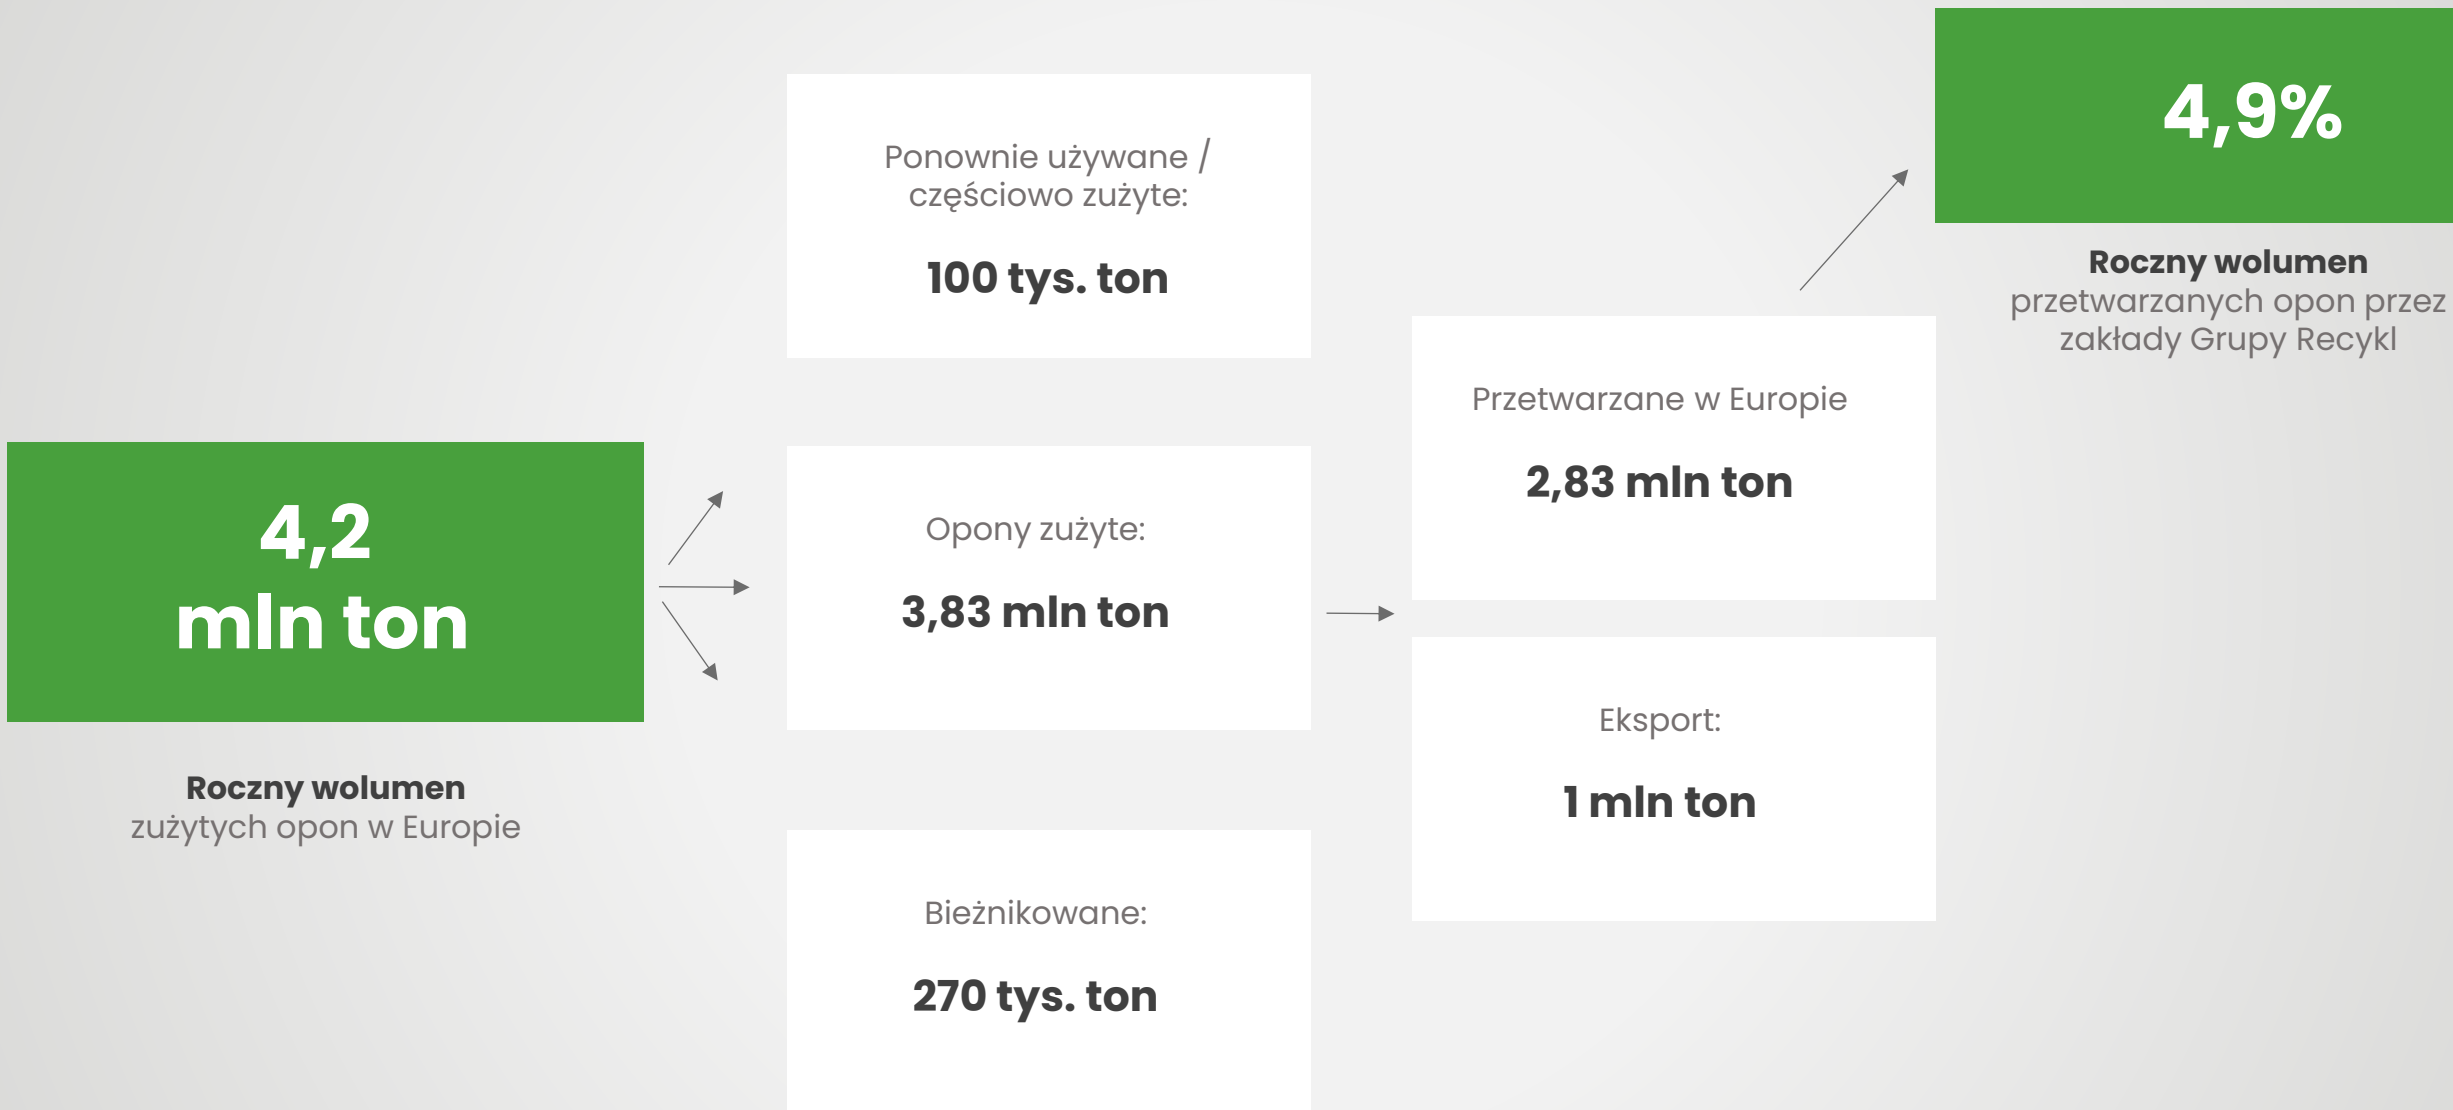 4,2
mln ton
Roczny wolumen
zużytych opon w Europie
Ponownie używane /
częściowo zużyte:
100 tys. ton
Opony zużyte:
3,83 mln ton
Bieżnikowane:
270 tys. ton
Przetwarzane w Europie
2,83 mln ton
Eksport:
1 mln ton
4,9%
Roczny wolumen
przetwarzanych opon przez
zakłady Grupy Recykl